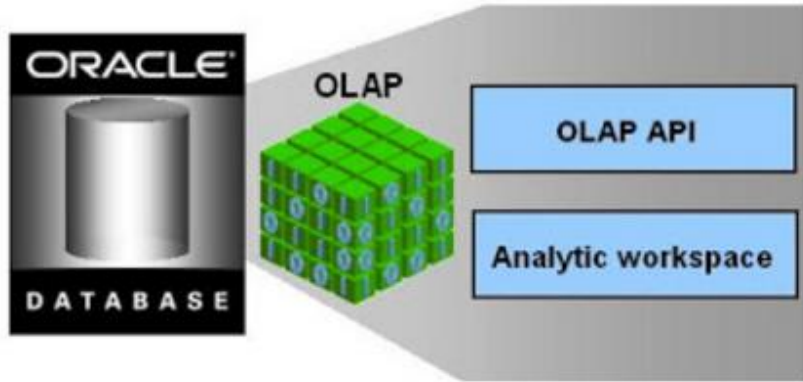 ORACLE®
DATABASE
OLAP
OLAP API
Analytic workspace